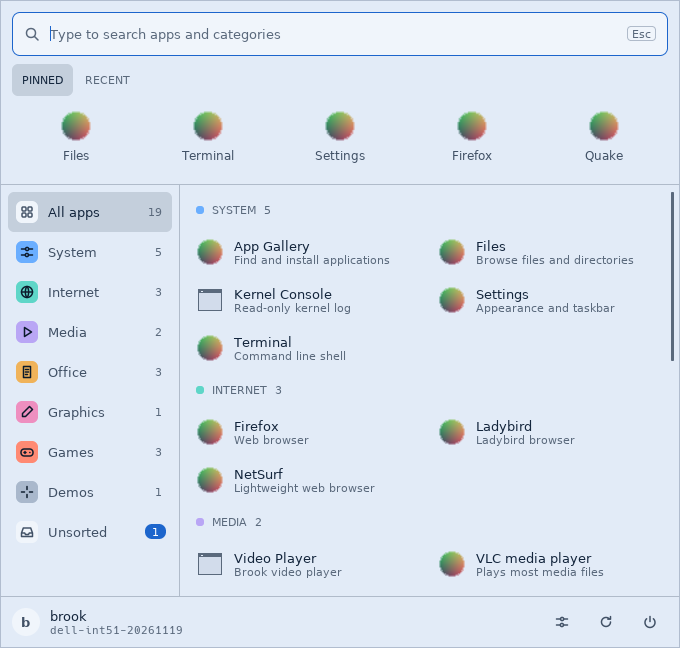 Type to search apps and categories
Esc
PINNED
RECENT
Files
Terminal
Settings
Firefox
Quake
All apps
19
System
5
Internet
3
Media
2
Office
3
Graphics
1
Games
3
Demos
1
Unsorted
1
SYSTEM 5
App Gallery
Find and install applications
Files
Browse files and directories
Kernel Console
Read-only kernel log
Settings
Appearance and taskbar
Terminal
Command line shell
INTERNET 3
Firefox
Web browser
Ladybird
Ladybird browser
NetSurf
Lightweight web browser
MEDIA 2
Video Player
Brook video player
VLC media player
Plays most media files
b
brook
dell-int51-20261119